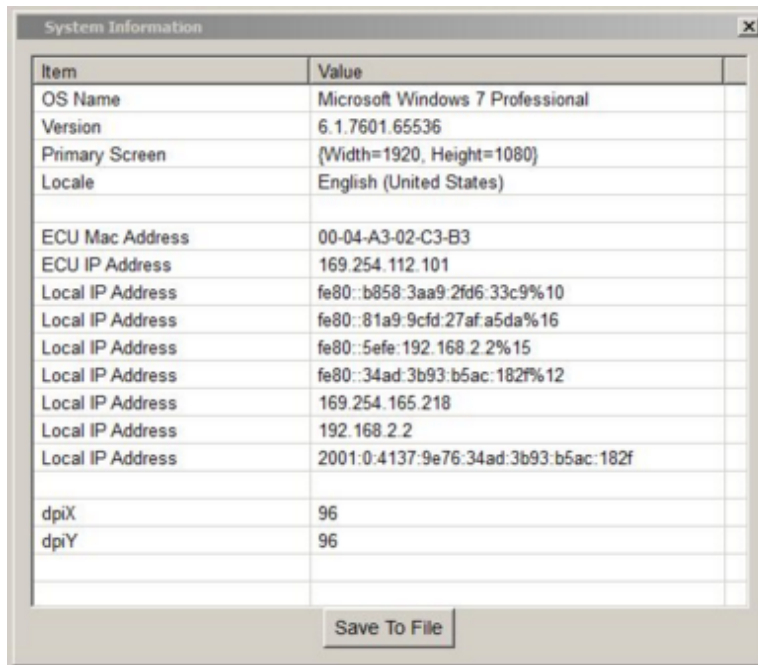 System Information
Item Value
OS Name Microsoft Windows 7 Professional
Version 6.1.7601.65536
Primary Screen {Width=1920, Height=1080}
Locale English (United States)
ECU Mac Address 00-04-A3-02-C3-B3
ECU IP Address 169.254.112.101
Local IP Address fe80::b858:3aa9:2fd6:33c9%10
Local IP Address fe80::81a9:9cfd:27af:a5da%16
Local IP Address fe80::5efe:192.168.2.2%15
Local IP Address fe80::34ad:3b93:b5ac:182f%12
Local IP Address 169.254.165.218
Local IP Address 192.168.2.2
Local IP Address 2001:0:4137:9e76:34ad:3b93:b5ac:182f
dpiX 96
dpiY 96
Save To File